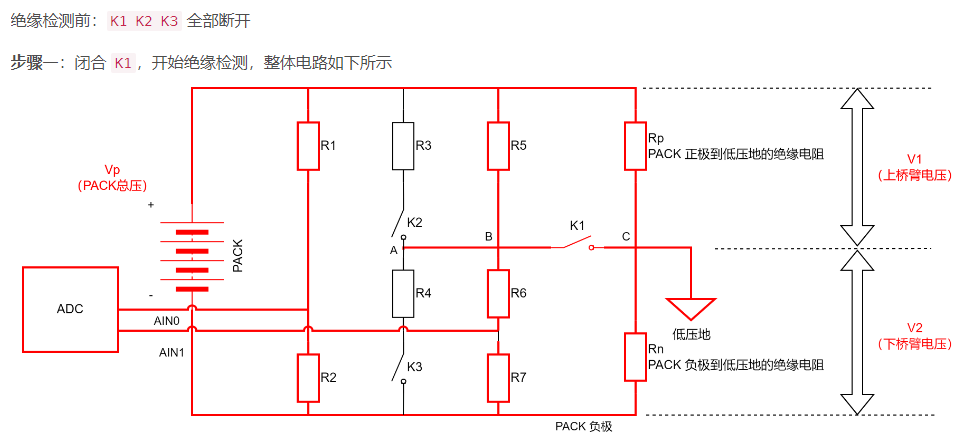 绝缘检测前： K1 K2 K3 全部断开
步骤一：闭合 K1 ，开始绝缘检测，整体电路如下所示
Vp
（PACK总压）
+
-
PACK
ADC
AIN0
AIN1
R1
R2
R3
K2
A
R4
K3
R5
B
R6
R7
K1
C
Rp
PACK 正极到低压地的绝缘电阻
低压地
Rn
PACK 负极到低压地的绝缘电阻
PACK 负极
V1
（上桥臂电压）
V2
（下桥臂电压）